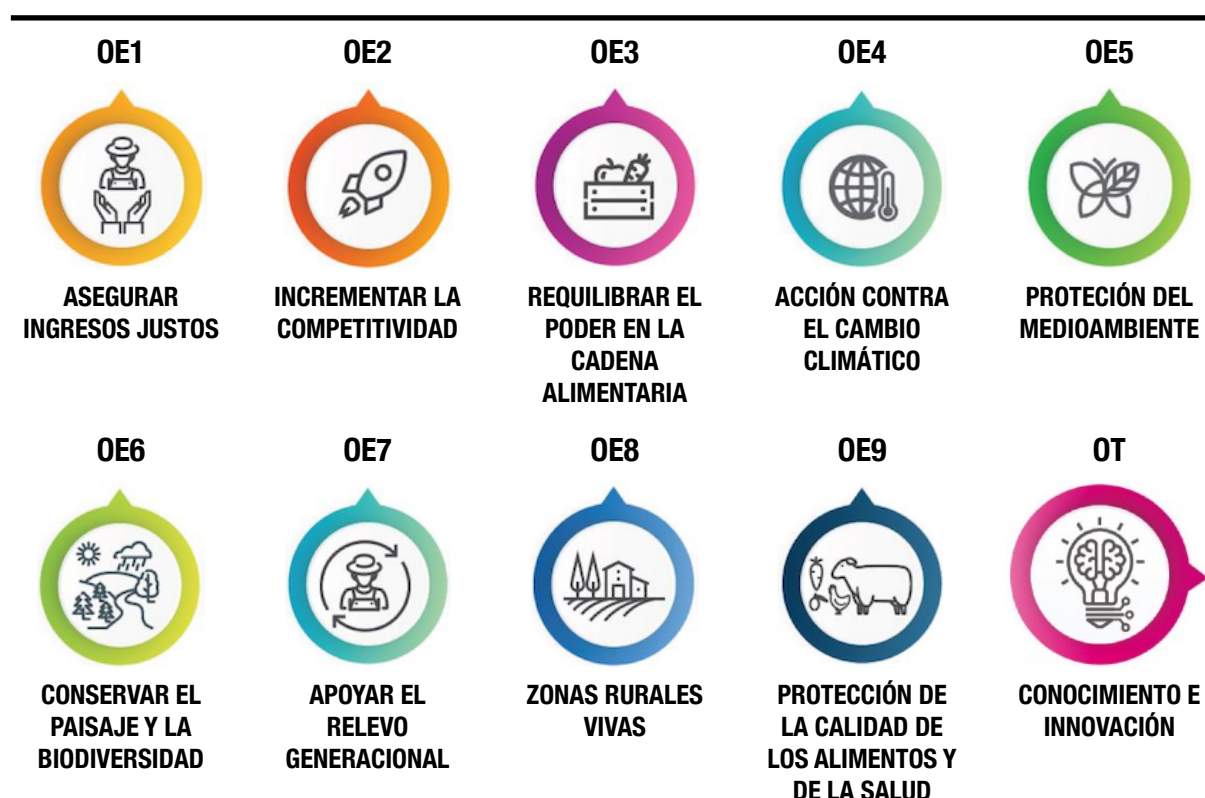 OE1
OE2
OE3
OE4
OE5
ASEGURAR
INGRESOS JUSTOS
INCREMENTAR LA
COMPETITIVIDAD
REQUILIBRAR EL
PODER EN LA
CADENA
ALIMENTARIA
ACCIÓN CONTRA
EL CAMBIO
CLIMÁTICO
PROTECIÓN DEL
MEDIOAMBIENTE
OE6
OE7
OE8
OE9
OT
CONSERVAR EL
PAISAJE Y LA
BIODIVERSIDAD
APOYAR EL
RELEVO
GENERACIONAL
ZONAS RURALES
VIVAS
PROTECCIÓN DE
LA CALIDAD DE
LOS ALIMENTOS Y
DE LA SALUD
CONOCIMIENTO E
INNOVACIÓN